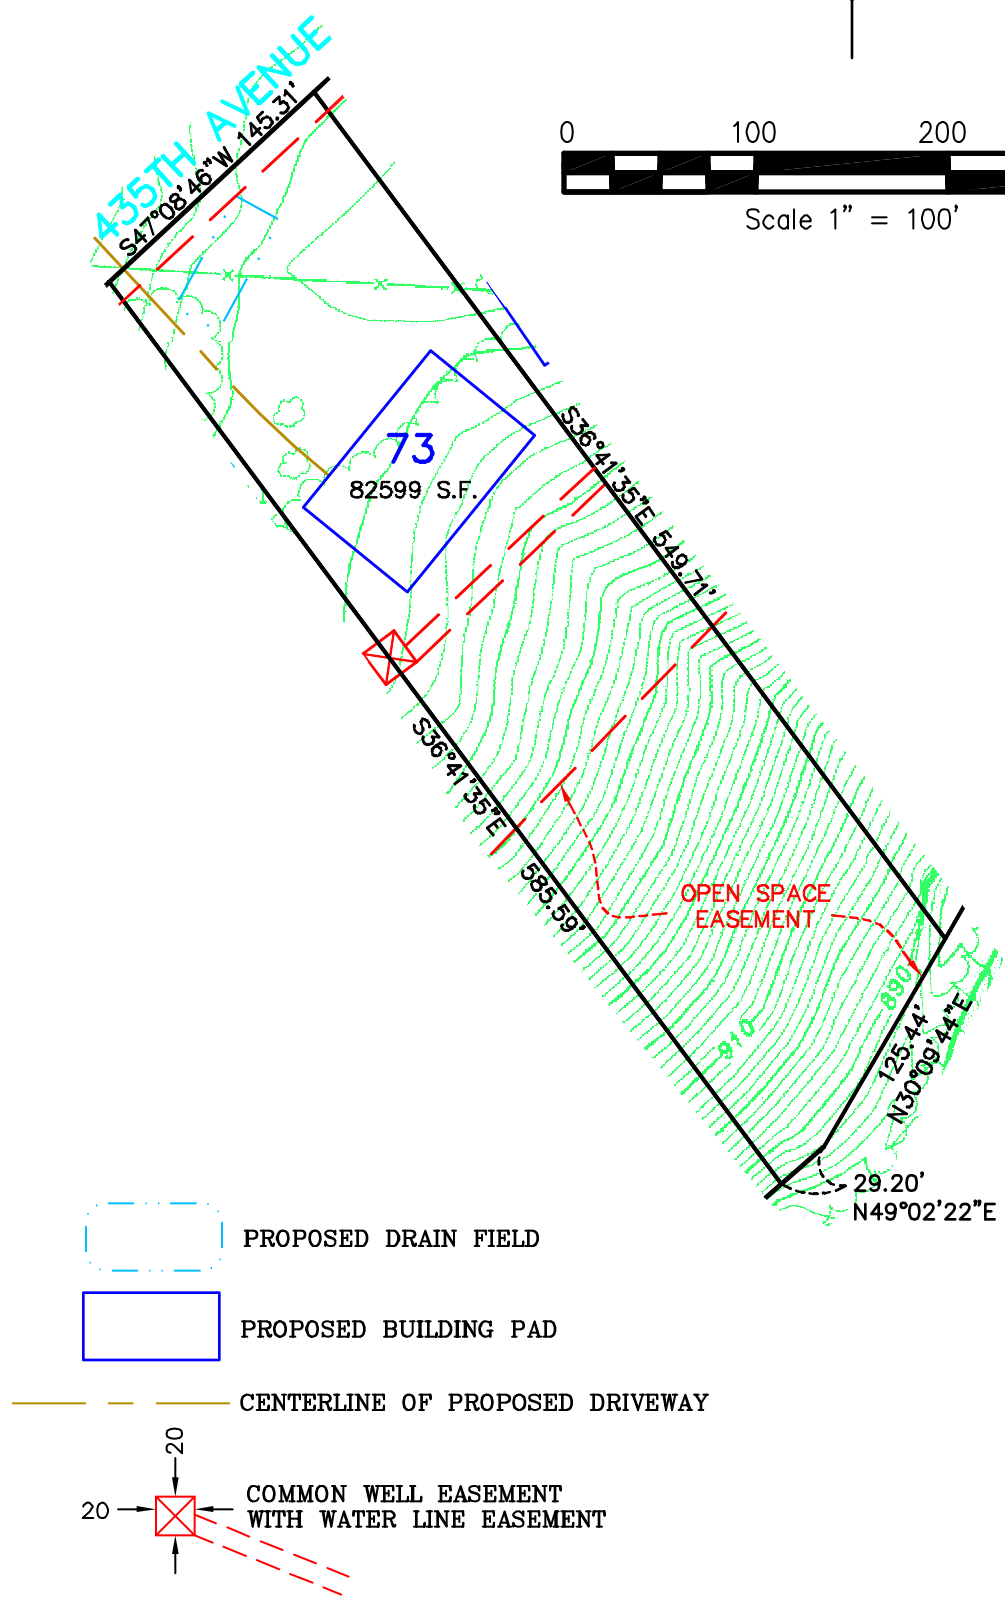 435TH AVENUE
S47°08'46"W 145.31'
0 100 200
Scale 1" = 100'
73
82599 S.F.
S36°41'35"E 549.71'
S36°41'35"E 585.59'
OPEN SPACE
EASEMENT
890
910
125.44'
N30°09'44"E
29.20'
N49°02'22"E
PROPOSED DRAIN FIELD
PROPOSED BUILDING PAD
CENTERLINE OF PROPOSED DRIVEWAY
20
20
COMMON WELL EASEMENT
WITH WATER LINE EASEMENT